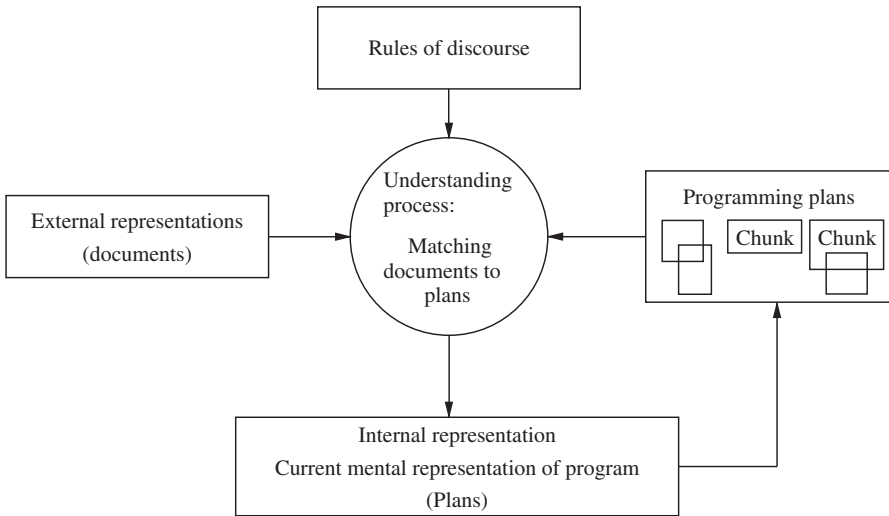 Rules of discourse
Understanding
process:
Matching
documents to
plans
External representations
(documents)
Programming plans
Chunk
Chunk
Internal representation
Current mental representation of program
(Plans)